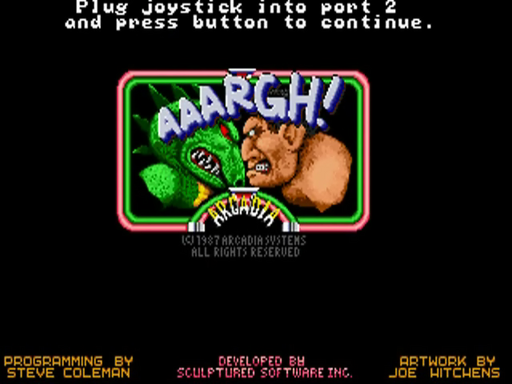 Plug joystick into port 2
and press button to continue.
AAARGH!
ARCADIA
(C) 1987 ARCADIA SYSTEMS
ALL RIGHTS RESERVED
PROGRAMMING BY
STEVE COLEMAN
DEVELOPED BY
SCULPTURED SOFTWARE INC.
ARTWORK BY
JOE HITCHENS